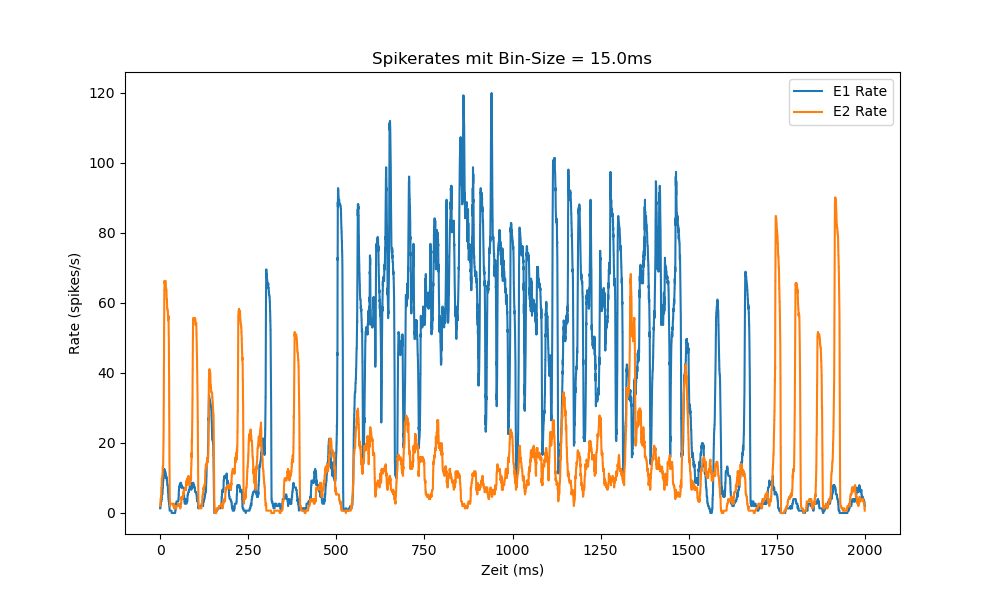 Spikerates mit Bin-Size = 15.0ms
E1 Rate
E2 Rate
120
100
80
60
40
20
0
Rate (spikes/s)
0 250 500 750 1000 1250 1500 1750 2000
Zeit (ms)